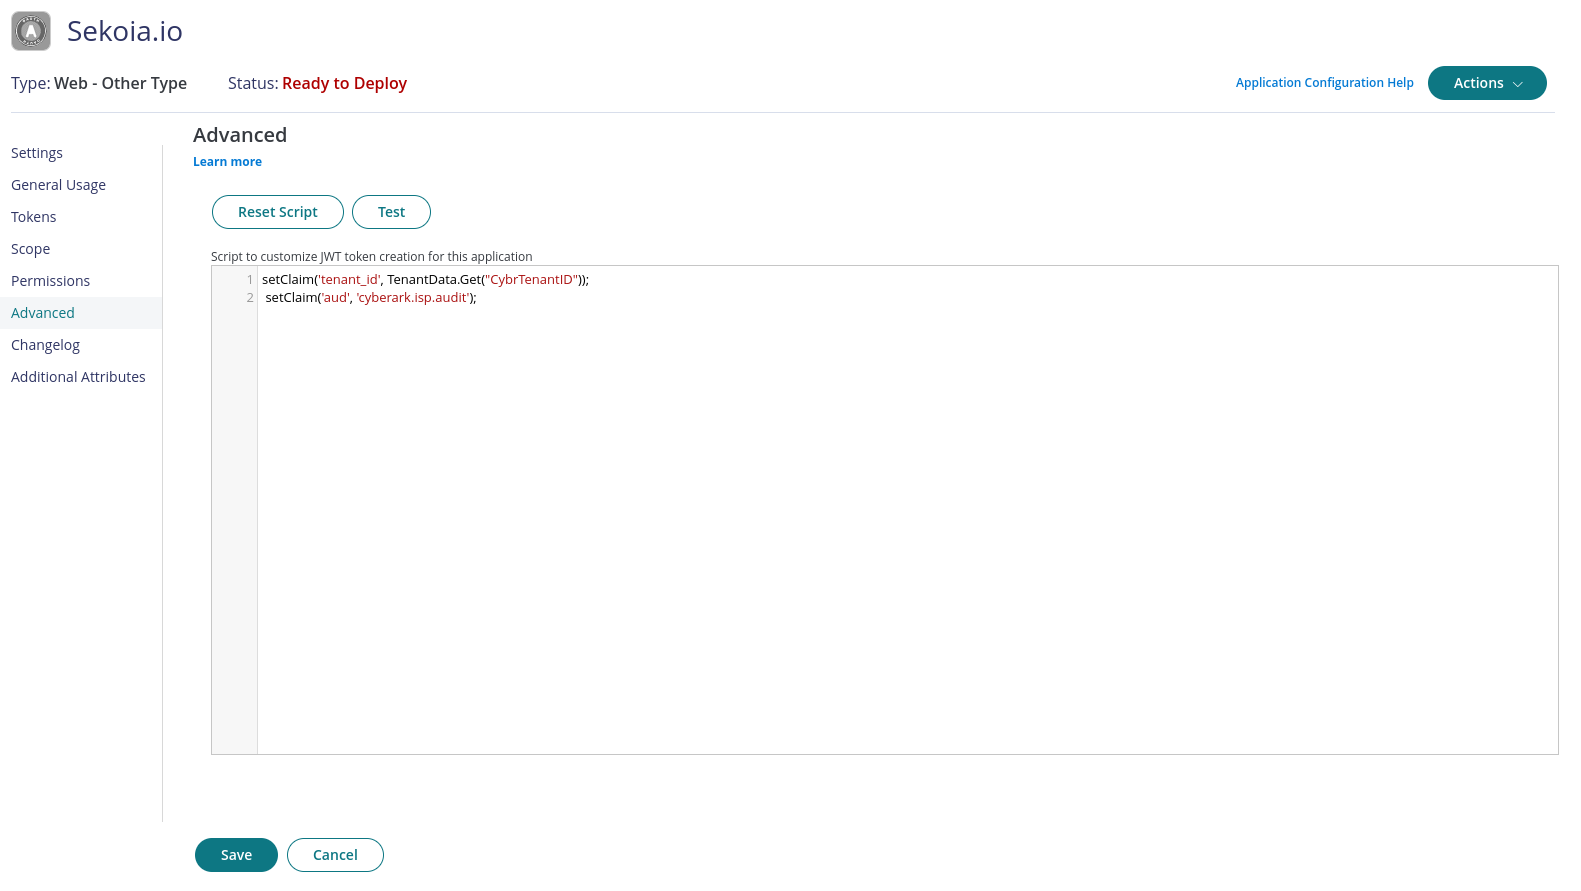 Sekoia.io
Type: Web - Other Type Status: Ready to Deploy Application Configuration Help Actions
Settings
General Usage
Tokens
Scope
Permissions
Advanced
Changelog
Additional Attributes
Advanced
Learn more
Reset Script Test
Script to customize JWT token creation for this application
1 setClaim('tenant_id', TenantData.Get("CybrTenantID"));
2 setClaim('aud', 'cyberark.isp.audit');
Save Cancel